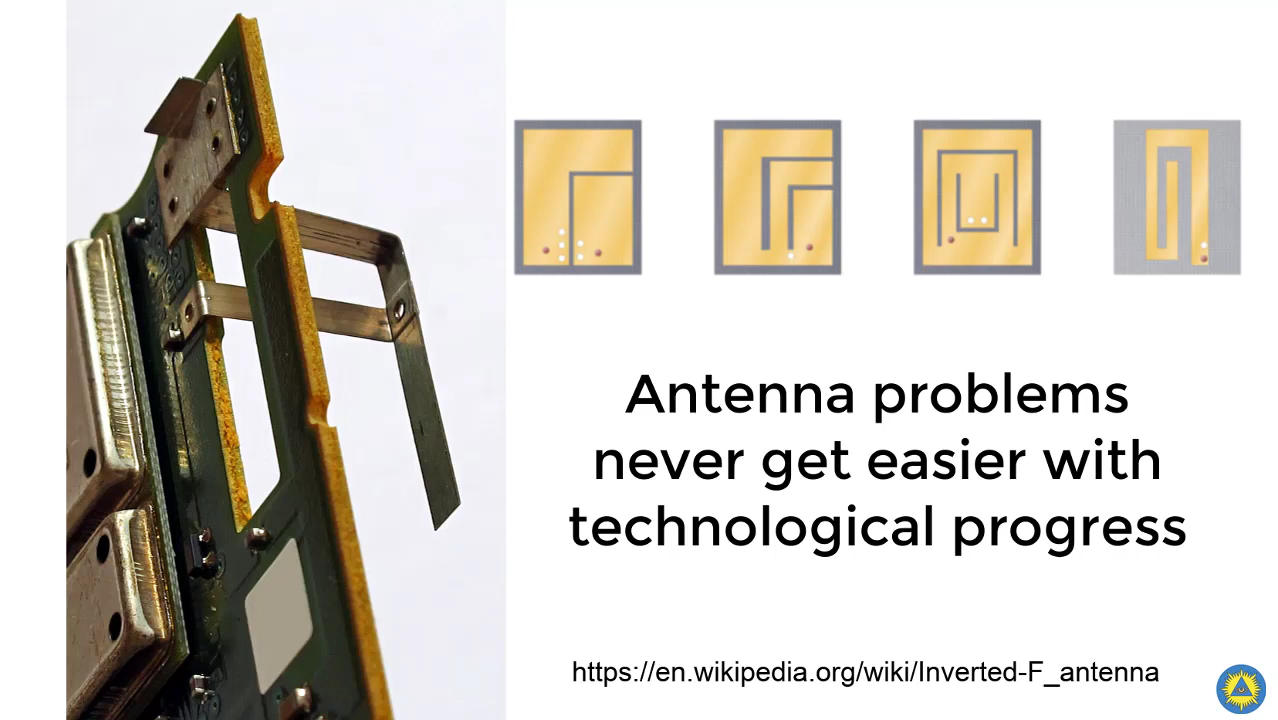 Antenna problems
never get easier with
technological progress
https://en.wikipedia.org/wiki/Inverted-F_antenna